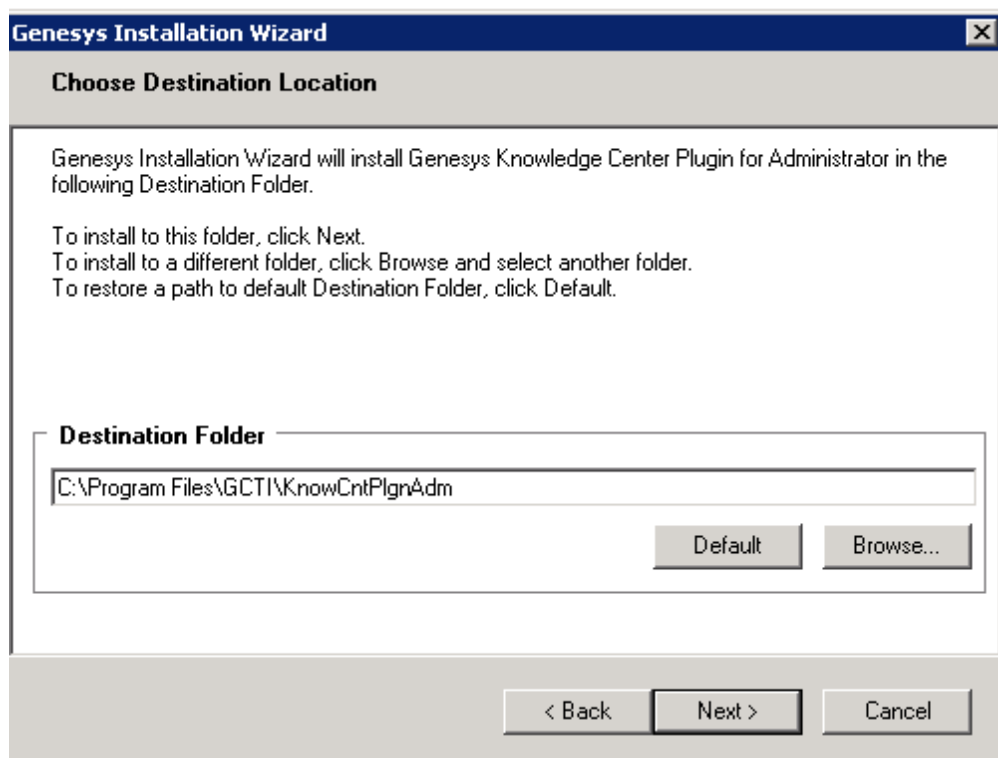 Genesys Installation Wizard
Choose Destination Location
Genesys Installation Wizard will install Genesys Knowledge Center Plugin for Administrator in the
following Destination Folder.
To install to this folder, click Next.
To install to a different folder, click Browse and select another folder.
To restore a path to default Destination Folder, click Default.
Destination Folder
C:\Program Files\GCTI\KnowCntPlgnAdm
Default Browse...
< Back Next > Cancel